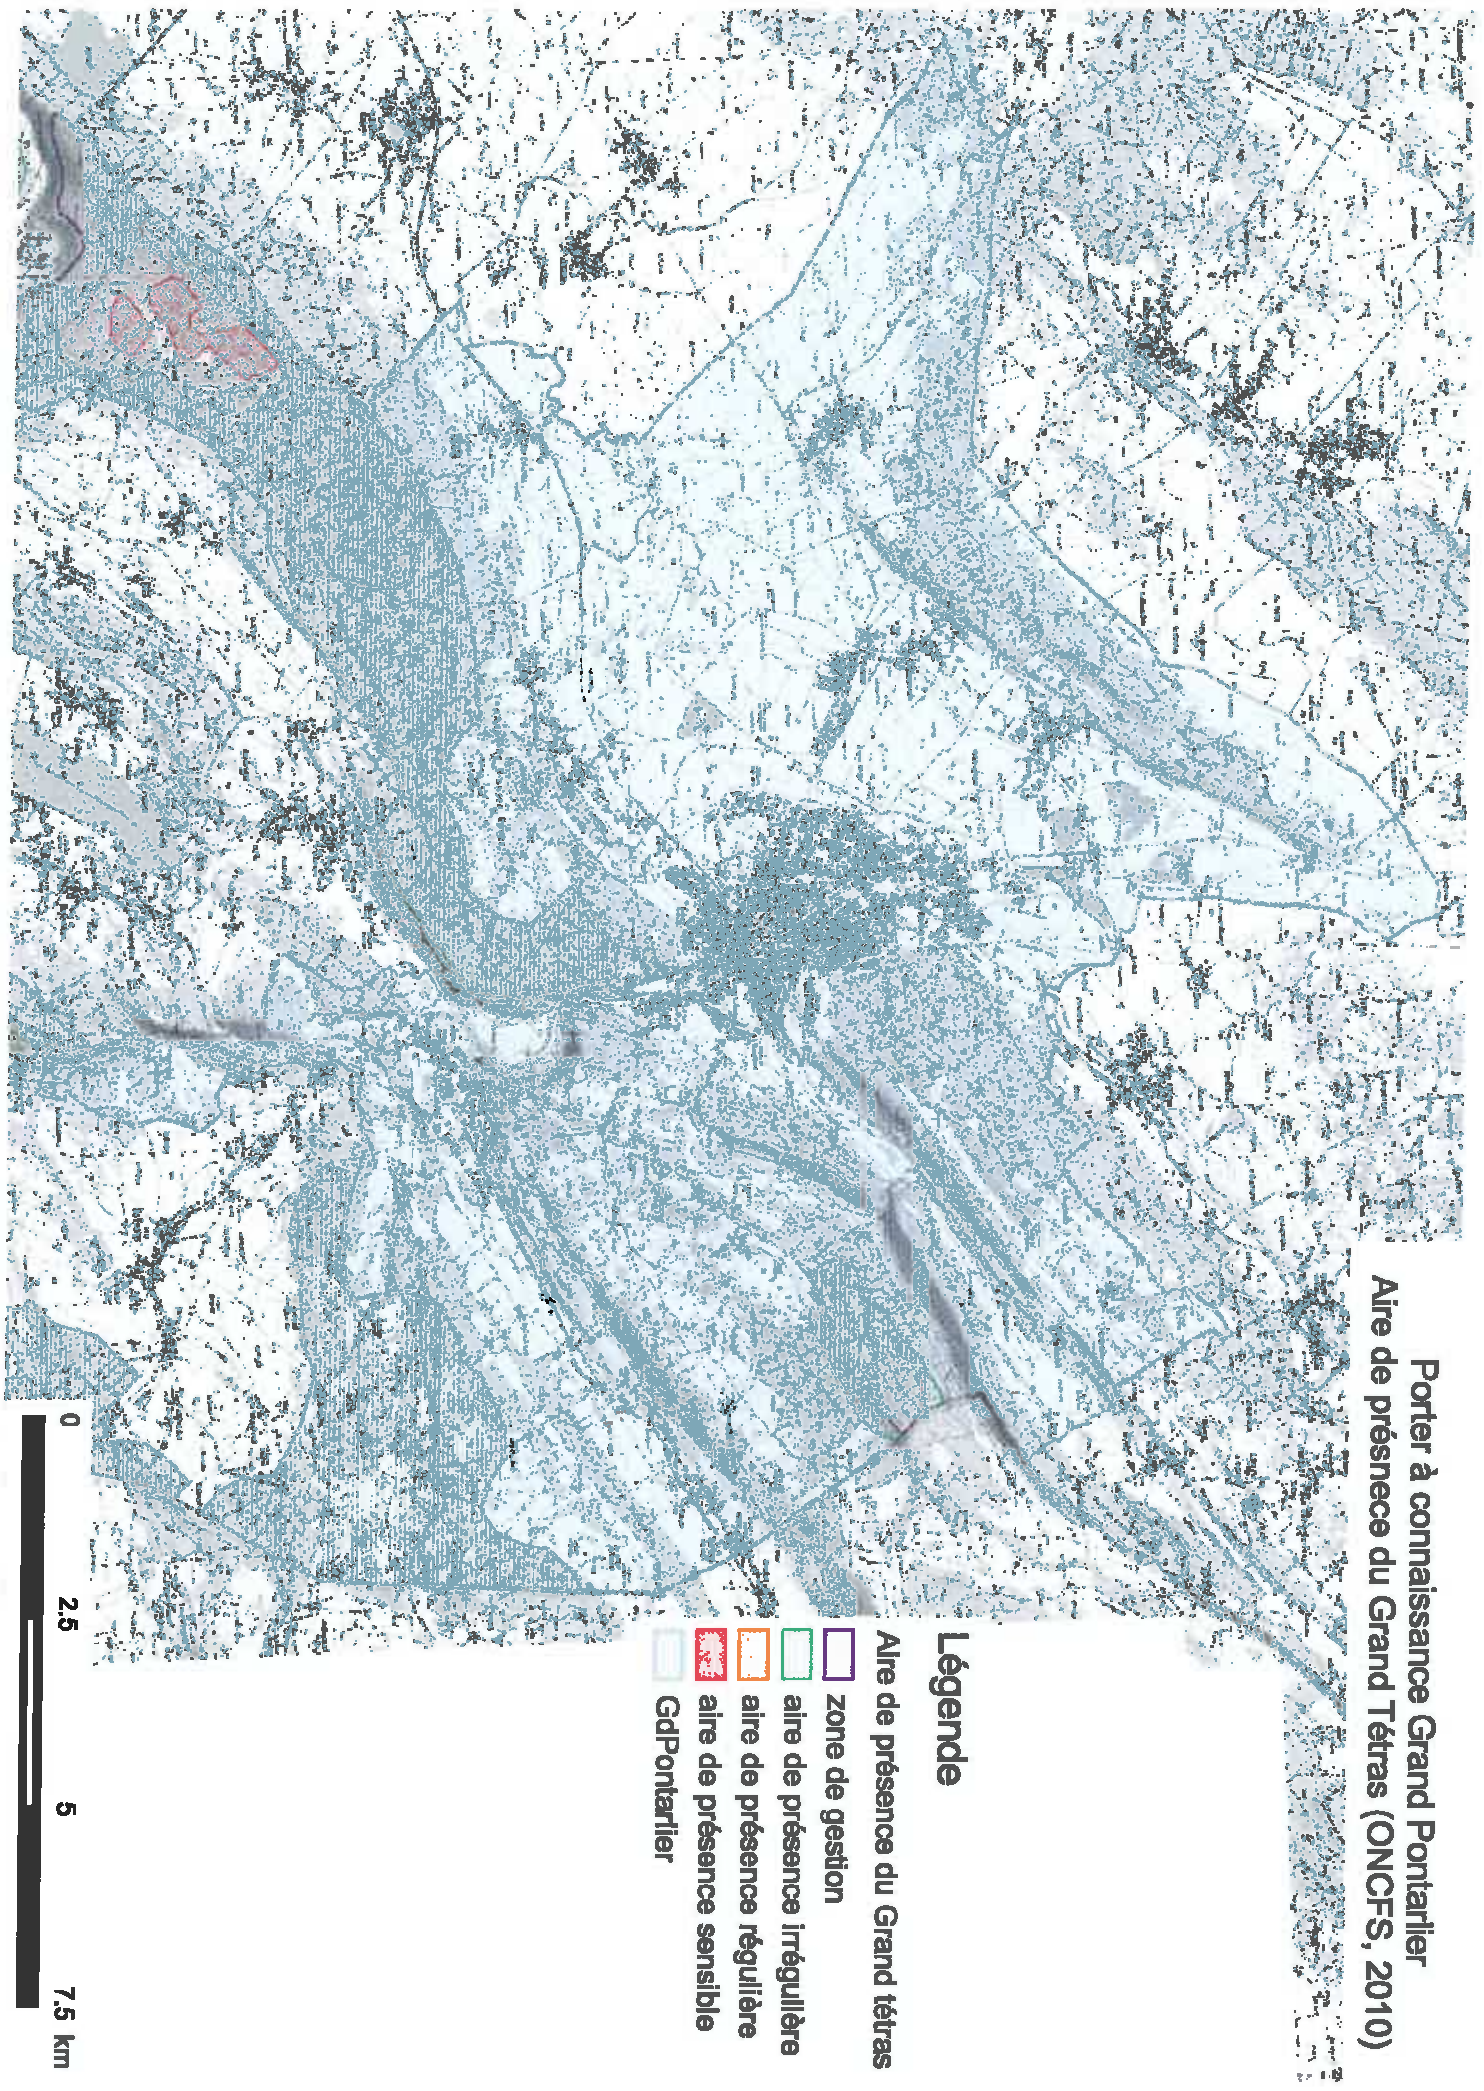 Porter à connaissance Grand Pontarlier
Aire de présnece du Grand Tétras (ONCFS, 2010)
Légende
Aire de présence du Grand tétras
zone de gestion
aire de présence irrégulière
aire de présence régulière
aire de présence sensible
GdPontarlier
0 2.5 5 7.5 km